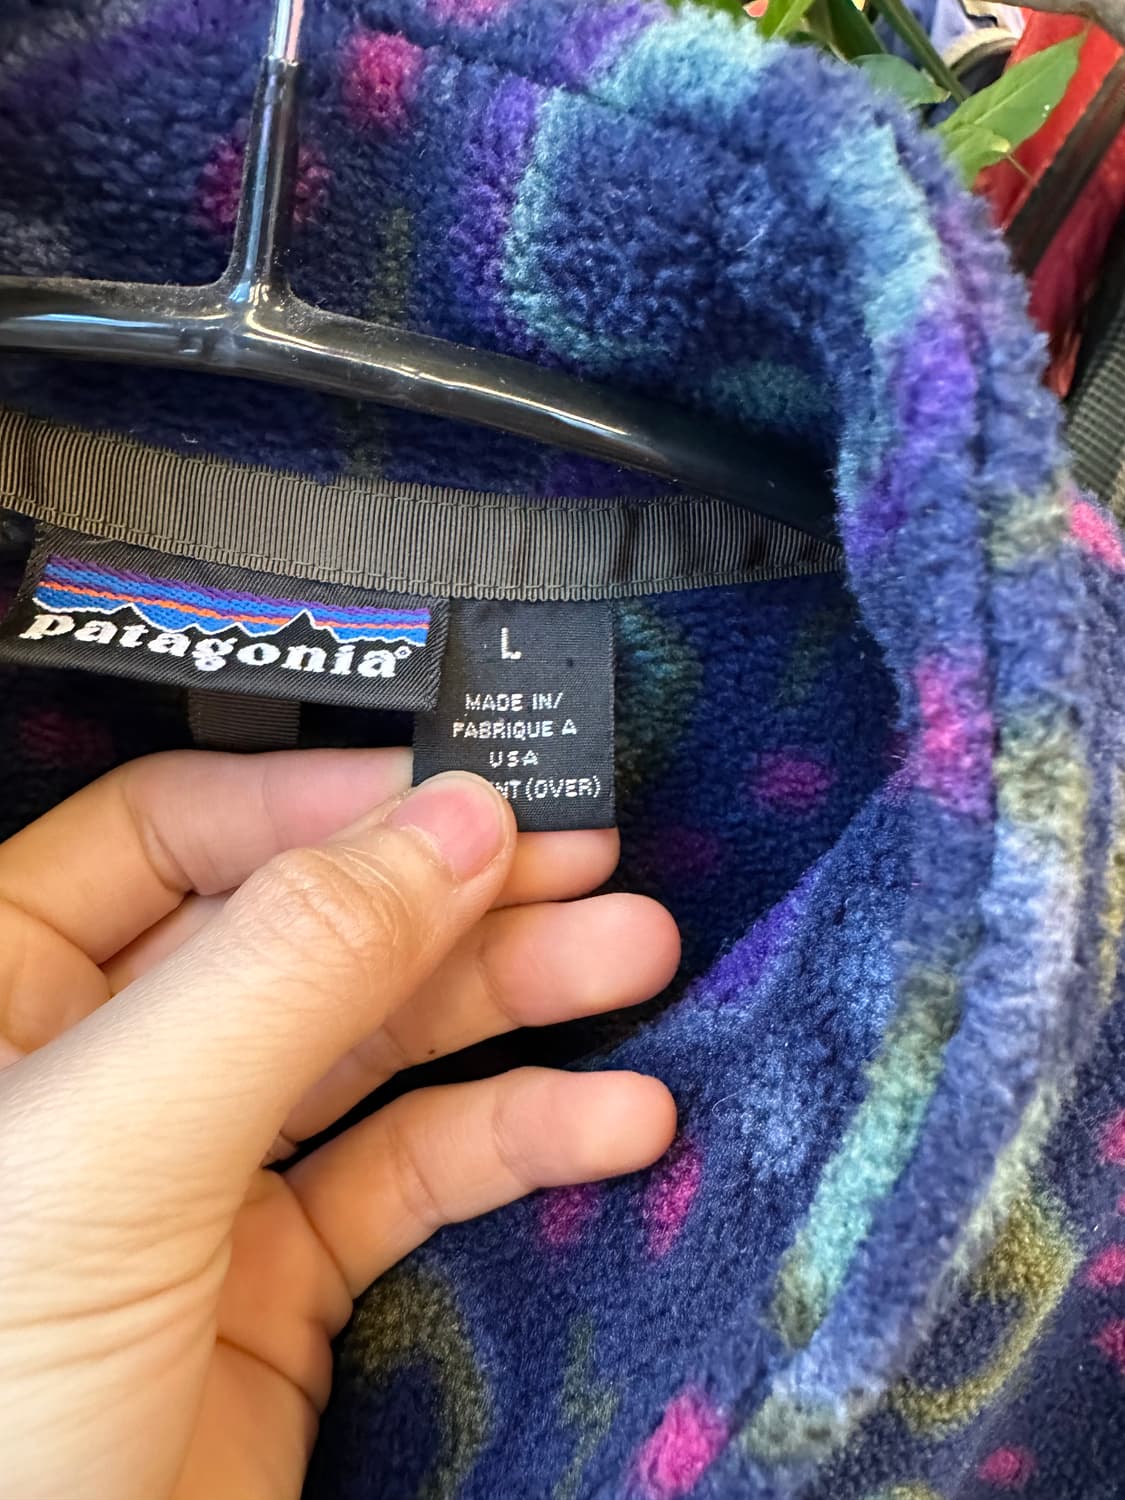 patagonia®
L
MADE IN/
FABRIQUE A
USA
(OVER)